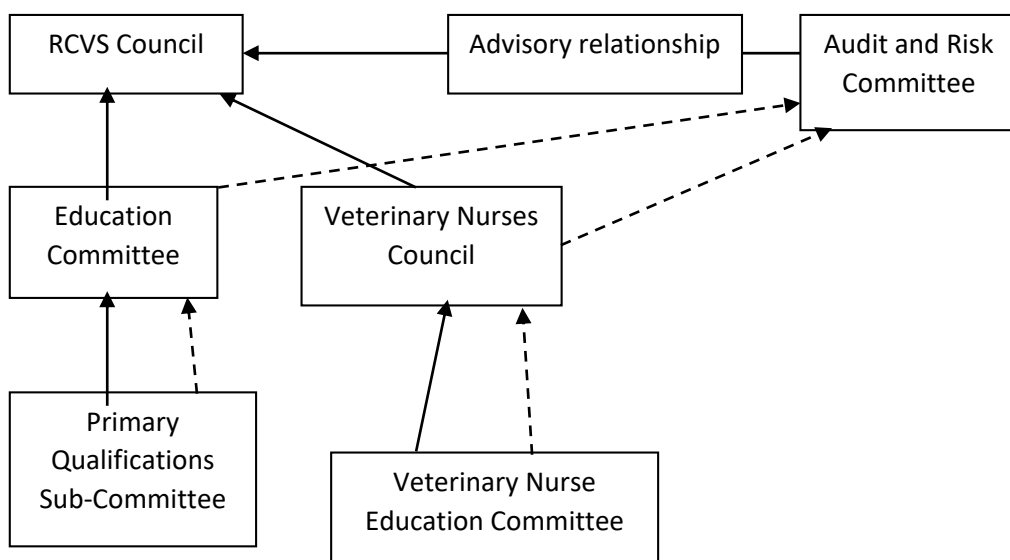 RCVS Council
Advisory relationship
Audit and Risk
Committee
Education
Committee
Veterinary Nurses
Council
Primary
Qualifications
Sub-Committee
Veterinary Nurse
Education Committee